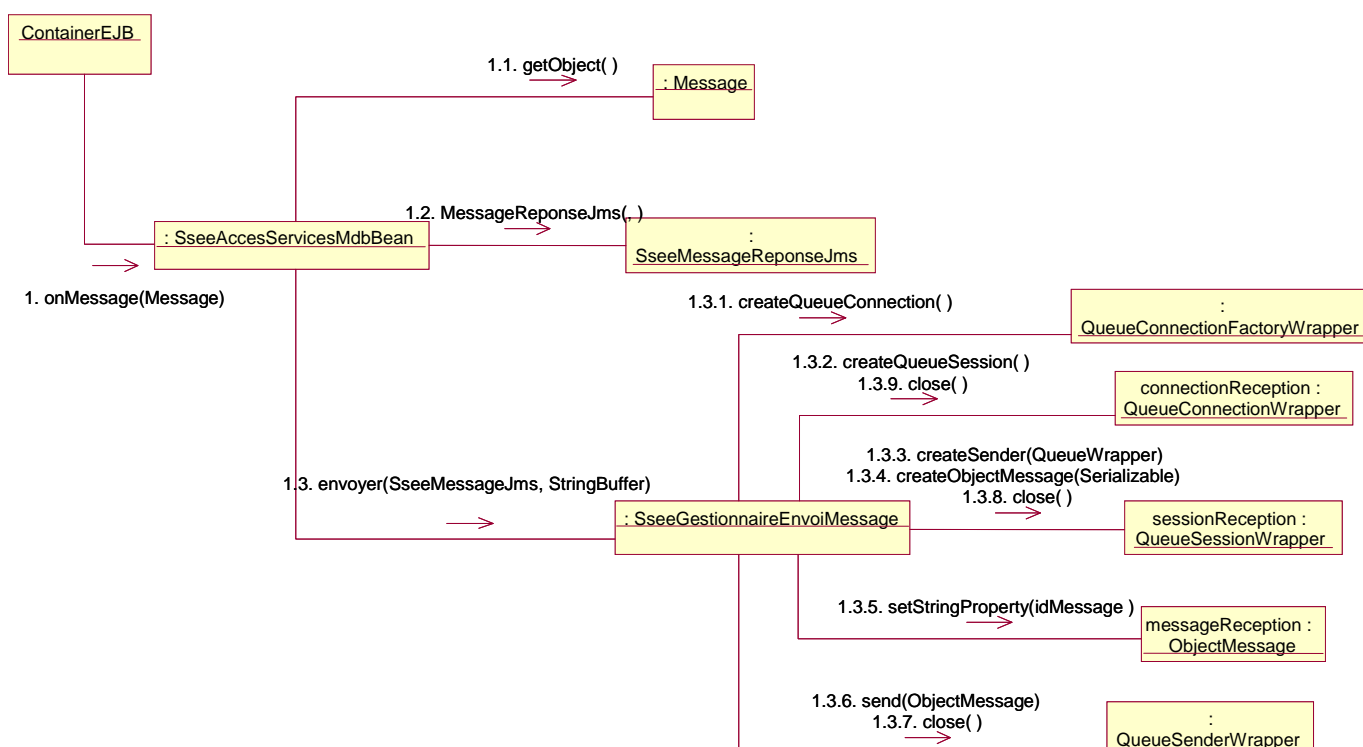 ContainerEJB
1.1. getObject( )
: Message
1.2. MessageReponseJms(, )
: SseeAccesServicesMdbBean
:
SseeMessageReponseJms
1. onMessage(Message)
1.3.1. createQueueConnection( )
:
QueueConnectionFactoryWrapper
1.3.2. createQueueSession( )
1.3.9. close( )
connectionReception :
QueueConnectionWrapper
1.3.3. createSender(QueueWrapper)
1.3.4. createObjectMessage(Serializable)
1.3.8. close( )
1.3. envoyer(SseeMessageJms, StringBuffer)
: SseeGestionnaireEnvoiMessage
sessionReception :
QueueSessionWrapper
1.3.5. setStringProperty(idMessage )
messageReception :
ObjectMessage
1.3.6. send(ObjectMessage)
1.3.7. close( )
:
QueueSenderWrapper